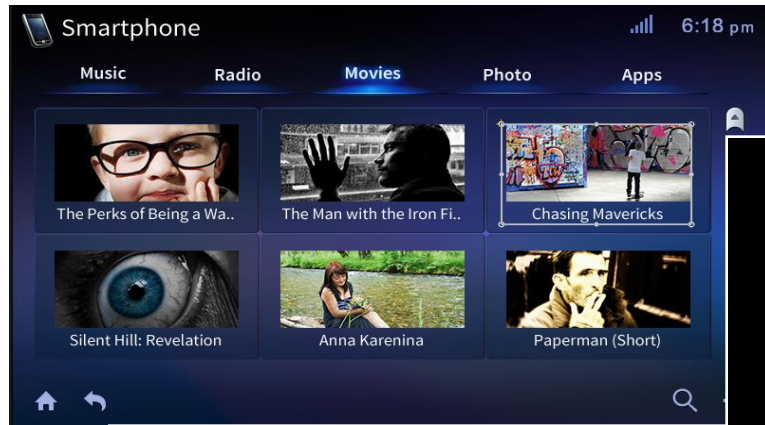 Smartphone
6:18 pm
Music Radio Movies Photo Apps
The Perks of Being a Wa.. The Man with the Iron Fi.. Chasing Mavericks
Silent Hill: Revelation Anna Karenina Paperman (Short)